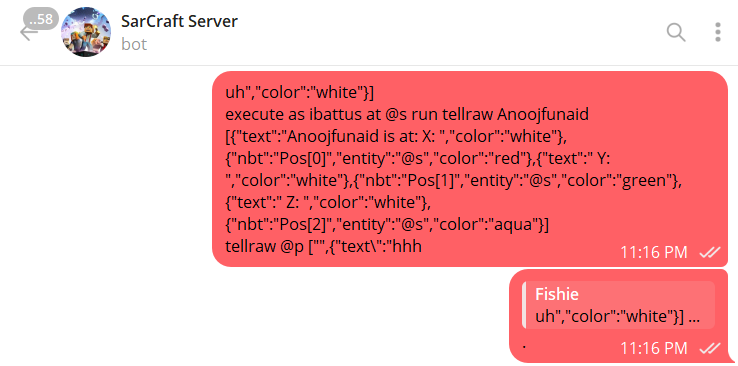 ..58
SarCraft Server
bot
uh","color":"white"}]
execute as ibattus at @s run tellraw Anoojfunaid
[{"text":"Anoojfunaid is at: X: ","color":"white"},
{"nbt":"Pos[0]","entity":"@s","color":"red"},{"text":" Y:
","color":"white"},{"nbt":"Pos[1]","entity":"@s","color":"green"},
{"text":" Z: ","color":"white"},
{"nbt":"Pos[2]","entity":"@s","color":"aqua"}]
tellraw @p ["",{"text\":"hhh
11:16 PM
Fishie
uh","color":"white"}] ...
.
11:16 PM